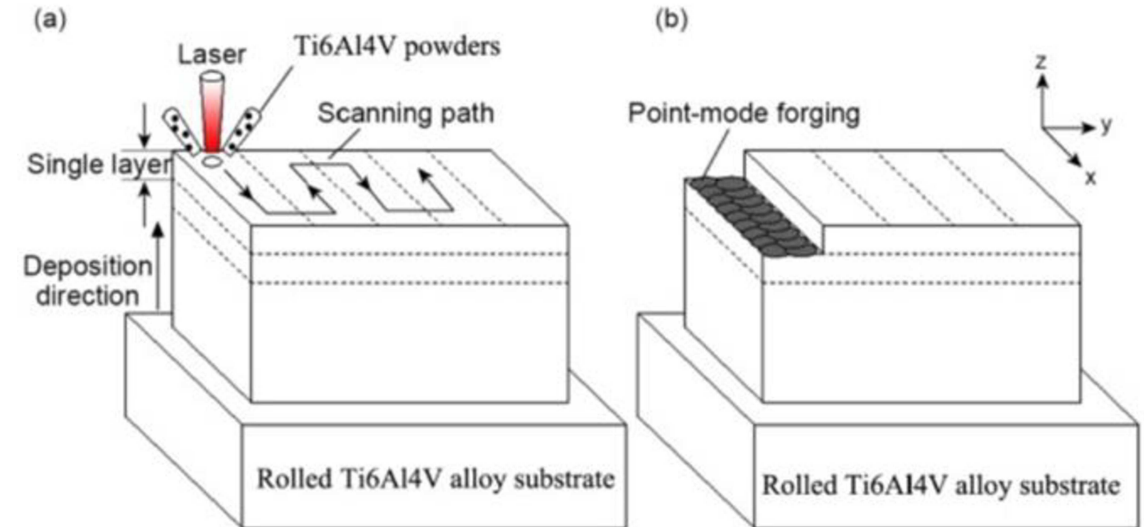 (a)
Laser
Ti6Al4V powders
Scanning path
Single layer
Deposition
direction
Rolled Ti6Al4V alloy substrate
(b)
Point-mode forging
z
y
x
Rolled Ti6Al4V alloy substrate